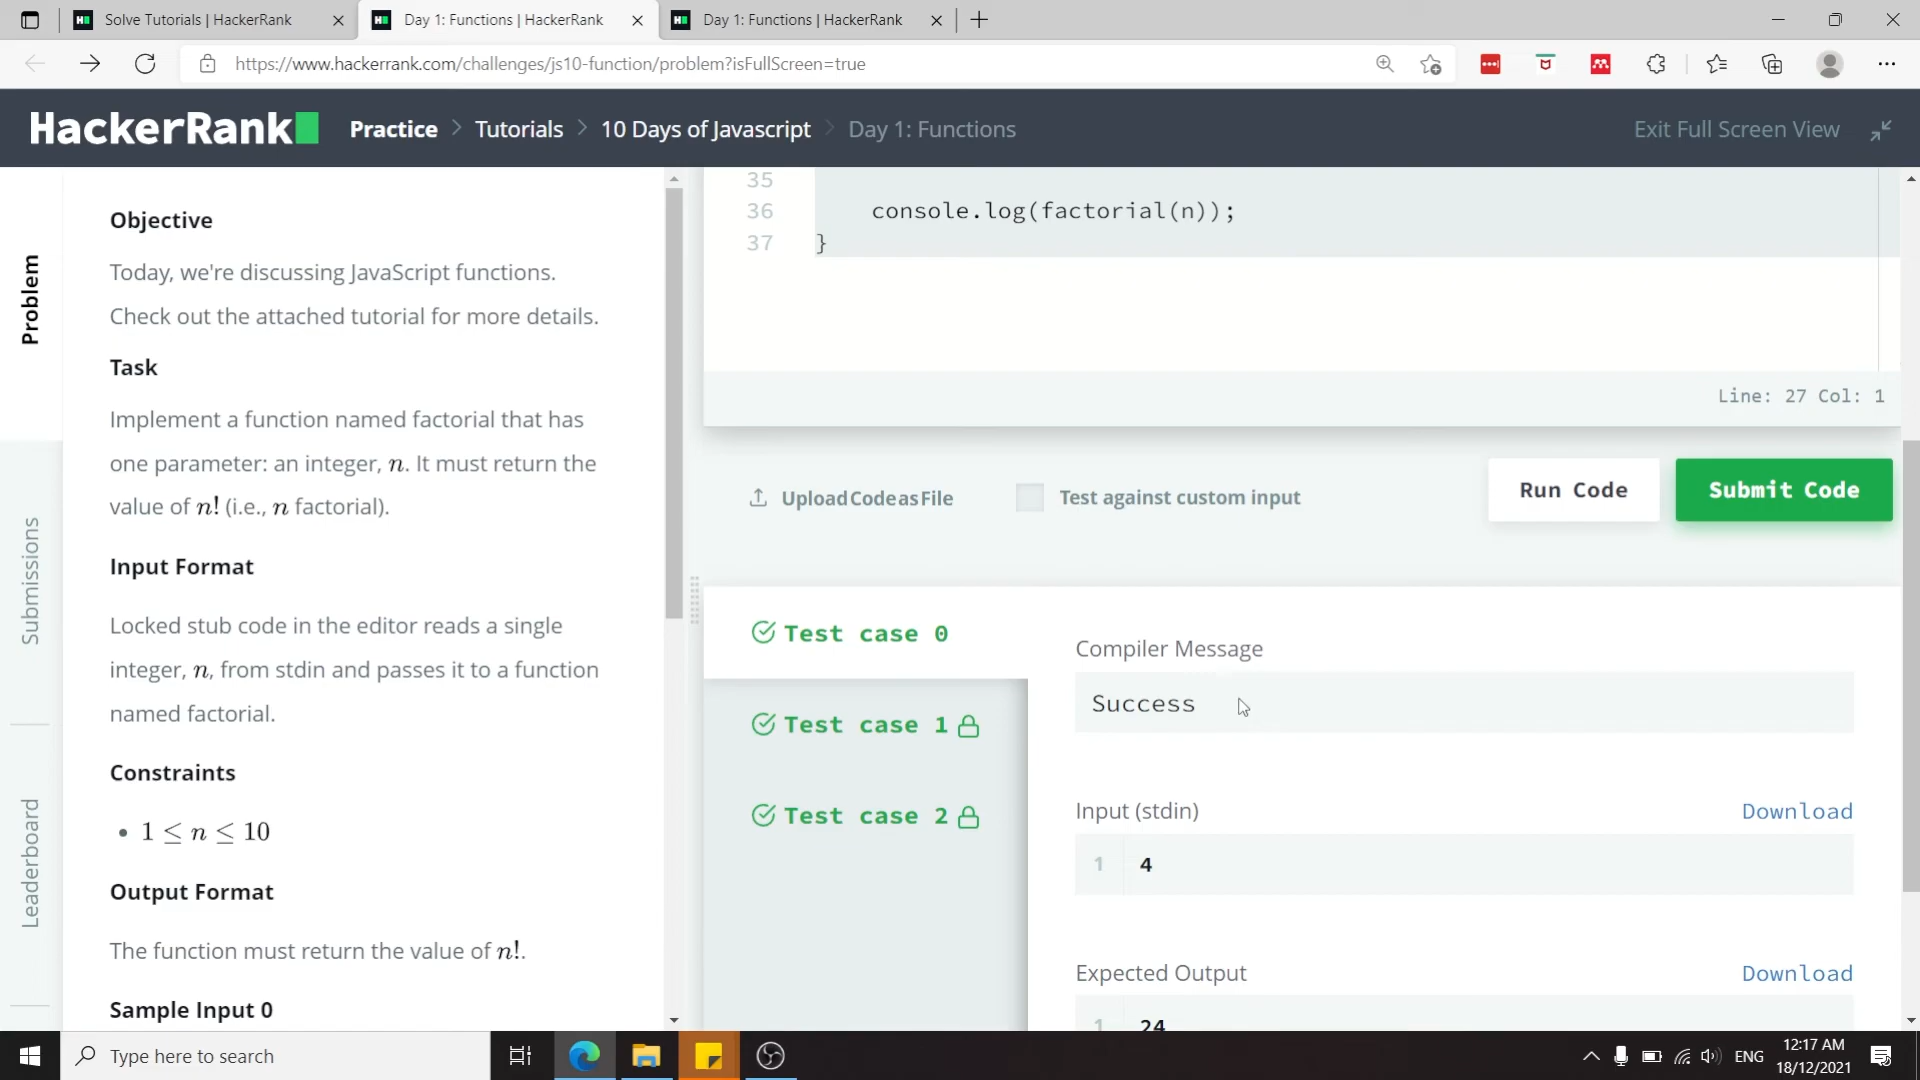 Solve Tutorials | HackerRank
Day 1: Functions | HackerRank
Day 1: Functions | HackerRank
https://www.hackerrank.com/challenges/js10-function/problem?isFullScreen=true
HackerRank
Practice > Tutorials > 10 Days of Javascript > Day 1: Functions
Exit Full Screen View
Problem
Submissions
Leaderboard
Objective
Today, we're discussing JavaScript functions.
Check out the attached tutorial for more details.
Task
Implement a function named factorial that has
one parameter: an integer, n. It must return the
value of n! (i.e., n factorial).
Input Format
Locked stub code in the editor reads a single
integer, n, from stdin and passes it to a function
named factorial.
Constraints
• 1 ≤ n ≤ 10
Output Format
The function must return the value of n!.
Sample Input 0
35
36 console.log(factorial(n));
37 }
Line: 27 Col: 1
Upload Code as File
Test against custom input
Run Code
Submit Code
Test case 0
Test case 1
Test case 2
Compiler Message
Success
Input (stdin)
Download
1 4
Expected Output
Download
1 24
Type here to search
ENG
12:17 AM
18/12/2021